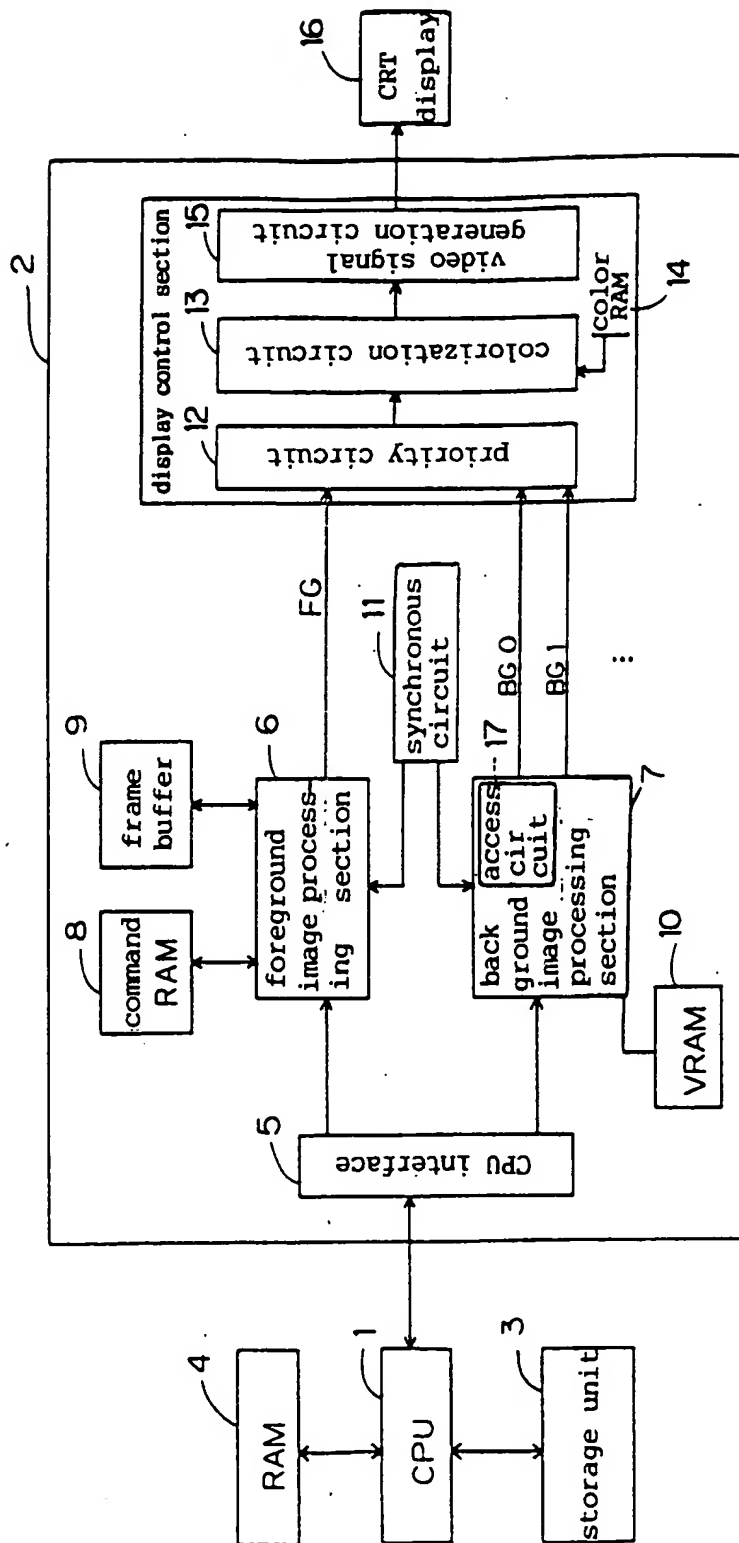 2
4
RAM
1
CPU
3
storage unit
5
CPU interface
8
command
RAM
9
frame
buffer
6
foreground
image process
ing section
11
synchronous
circuit
17
access
cir
cuit
back
ground
image
processing
section
7
10
VRAM
FG
BG 0
BG 1
...
display control section
12
priority circuit
13
colorization circuit
color
RAM
14
15
video signal
generation circuit
16
CRT
display